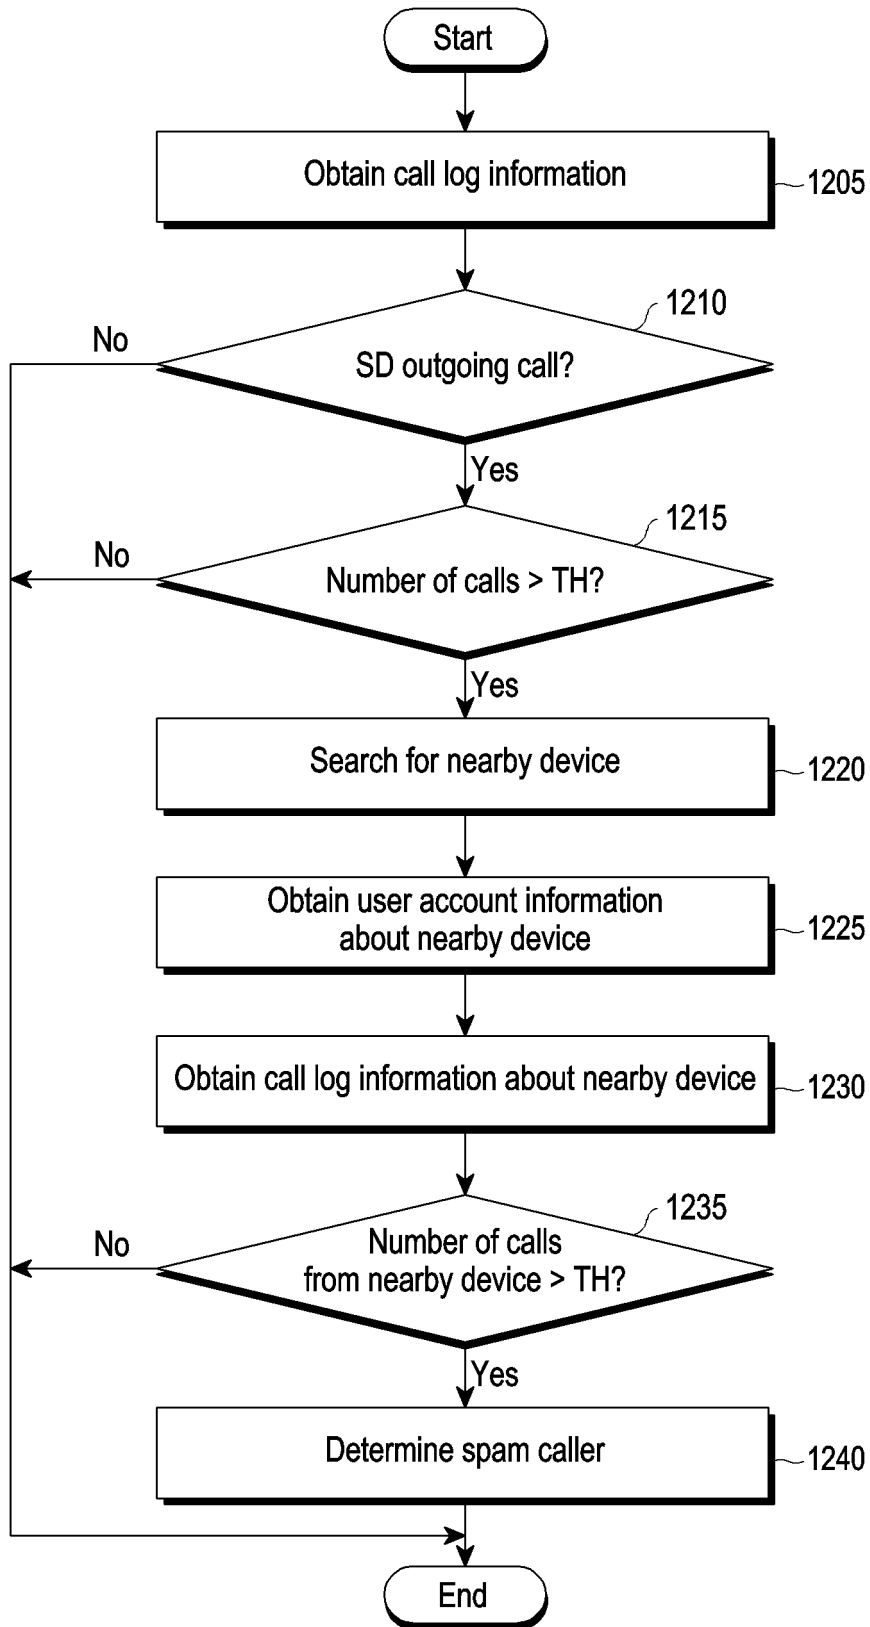 Start
Obtain call log information
1205
1210
No
SD outgoing call?
Yes
1215
No
Number of calls > TH?
Yes
Search for nearby device
1220
Obtain user account information
about nearby device
1225
Obtain call log information about nearby device
1230
1235
No
Number of calls
from nearby device > TH?
Yes
Determine spam caller
1240
End